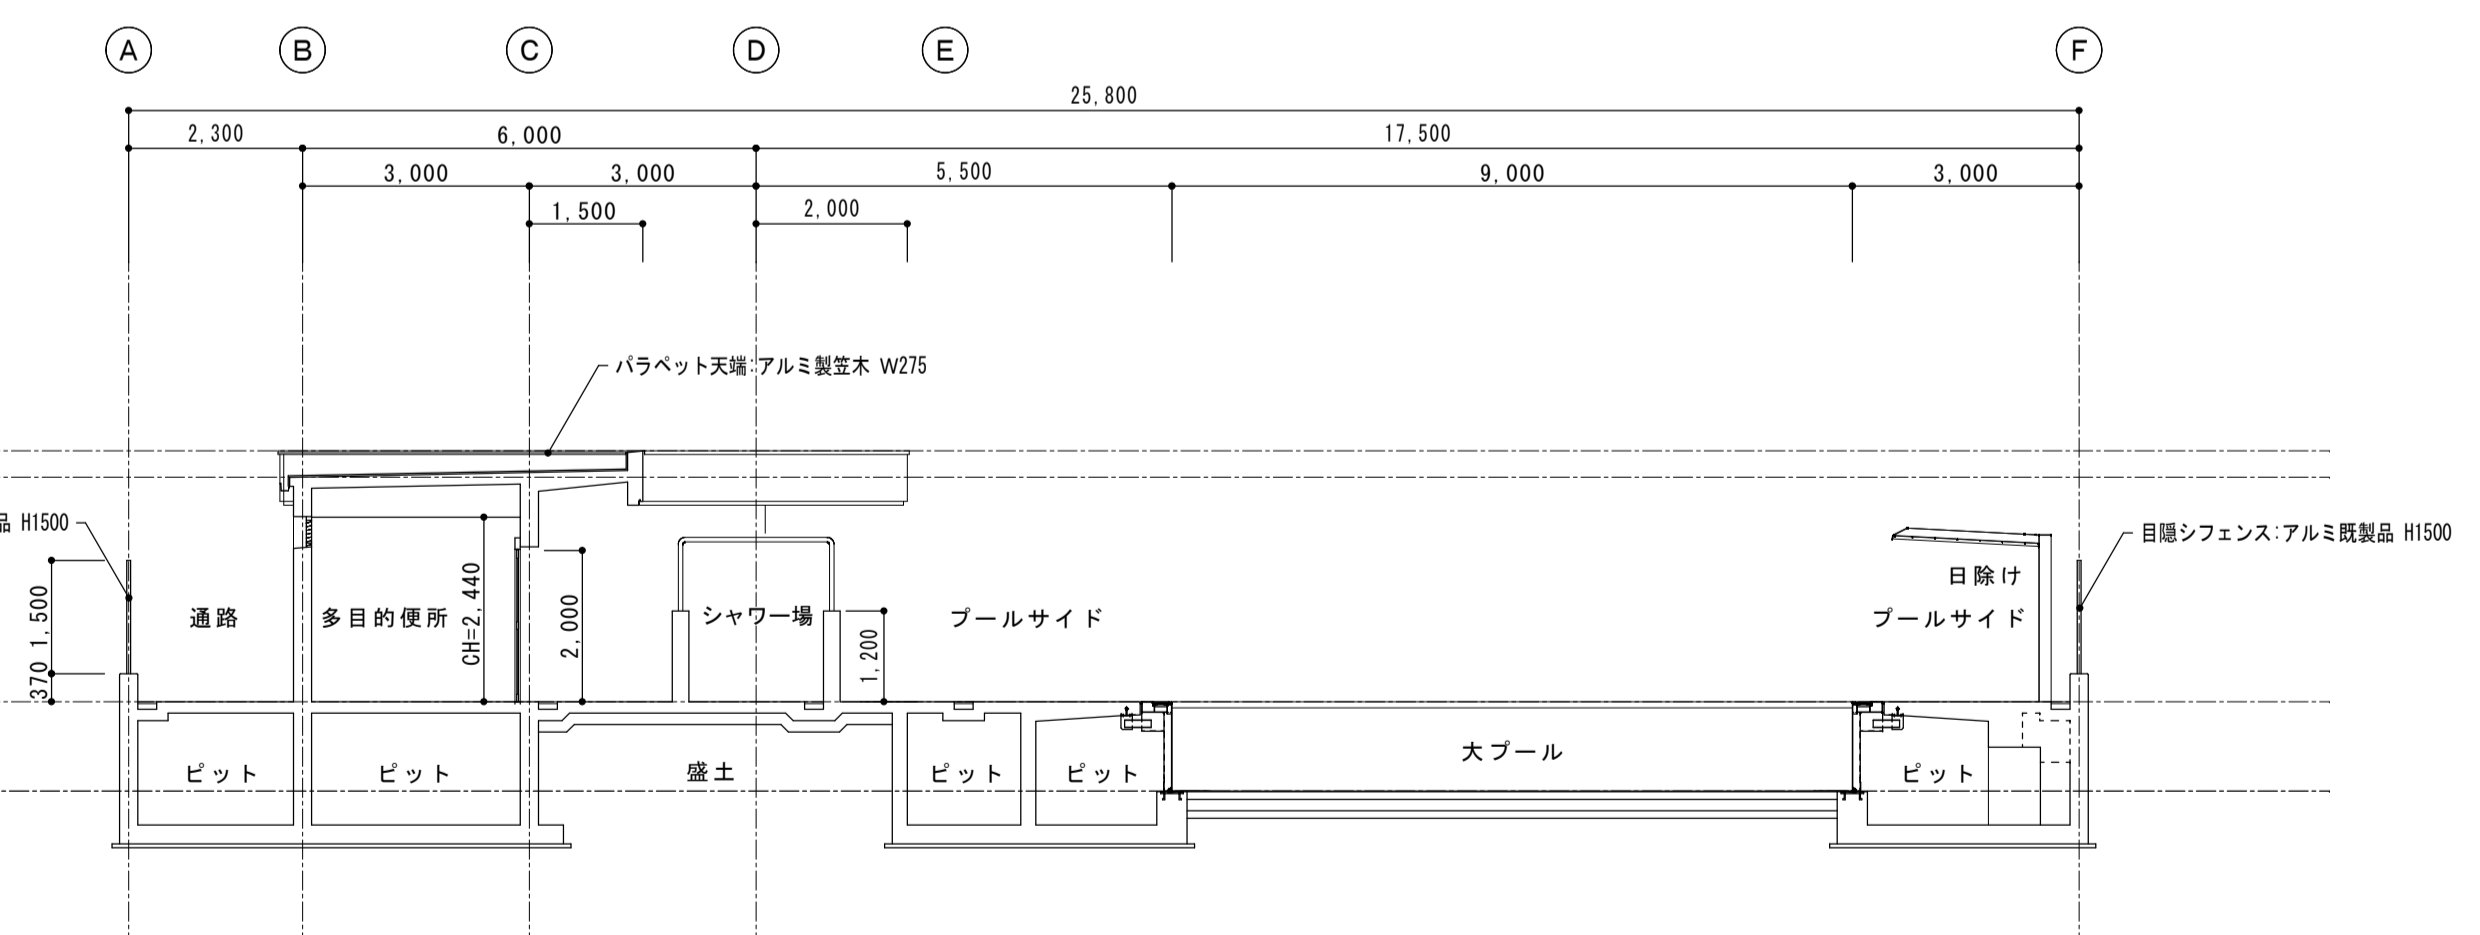 A B C D E F
25,800
2,300 6,000 17,500
3,000 3,000 5,500 9,000 3,000
1,500 2,000
パラペット天端:アルミ製笠木 W275
品 H1500
目隠シフェンス:アルミ既製品 H1500
370 1,500
通路
多目的便所
CH=2,440
2,000
シャワー場
1,200
プールサイド
日除け
プールサイド
ピット
ピット
盛土
ピット
ピット
大プール
ピット